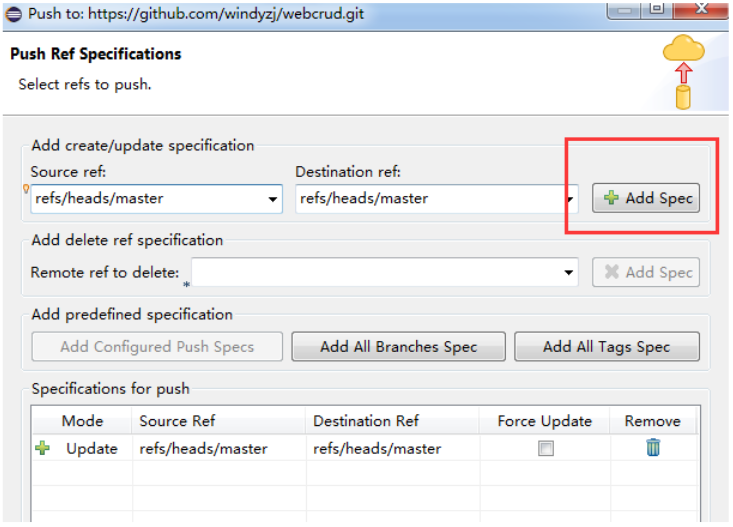 Push to: https://github.com/windyzj/webcrud.git
Push Ref Specifications
Select refs to push.
Add create/update specification
Source ref: Destination ref:
refs/heads/master refs/heads/master Add Spec
Add delete ref specification
Remote ref to delete: * Add Spec
Add predefined specification
Add Configured Push Specs Add All Branches Spec Add All Tags Spec
Specifications for push
Mode Source Ref Destination Ref Force Update Remove
Update refs/heads/master refs/heads/master